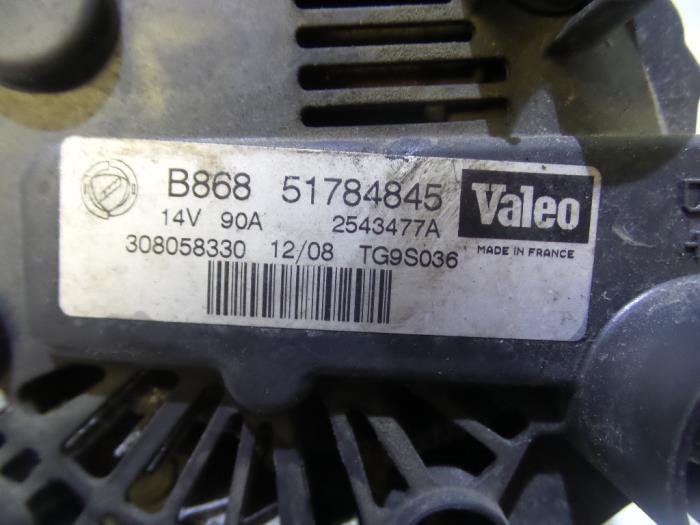 B868 51784845
Valeo
14V 90A 2543477A
MADE IN FRANCE
308058330 12/08 TG9S036